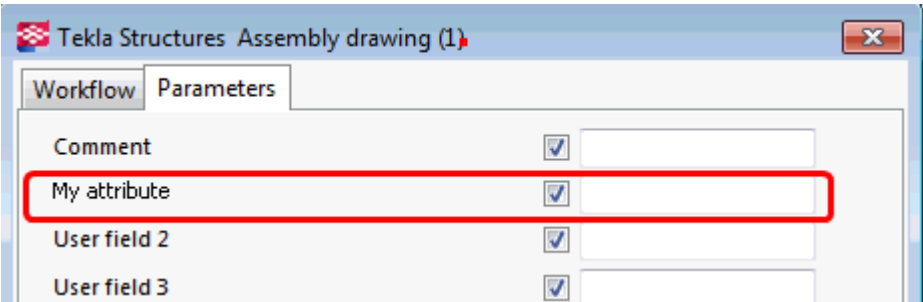 Tekla Structures Assembly drawing (1)
Workflow Parameters
Comment
My attribute
User field 2
User field 3